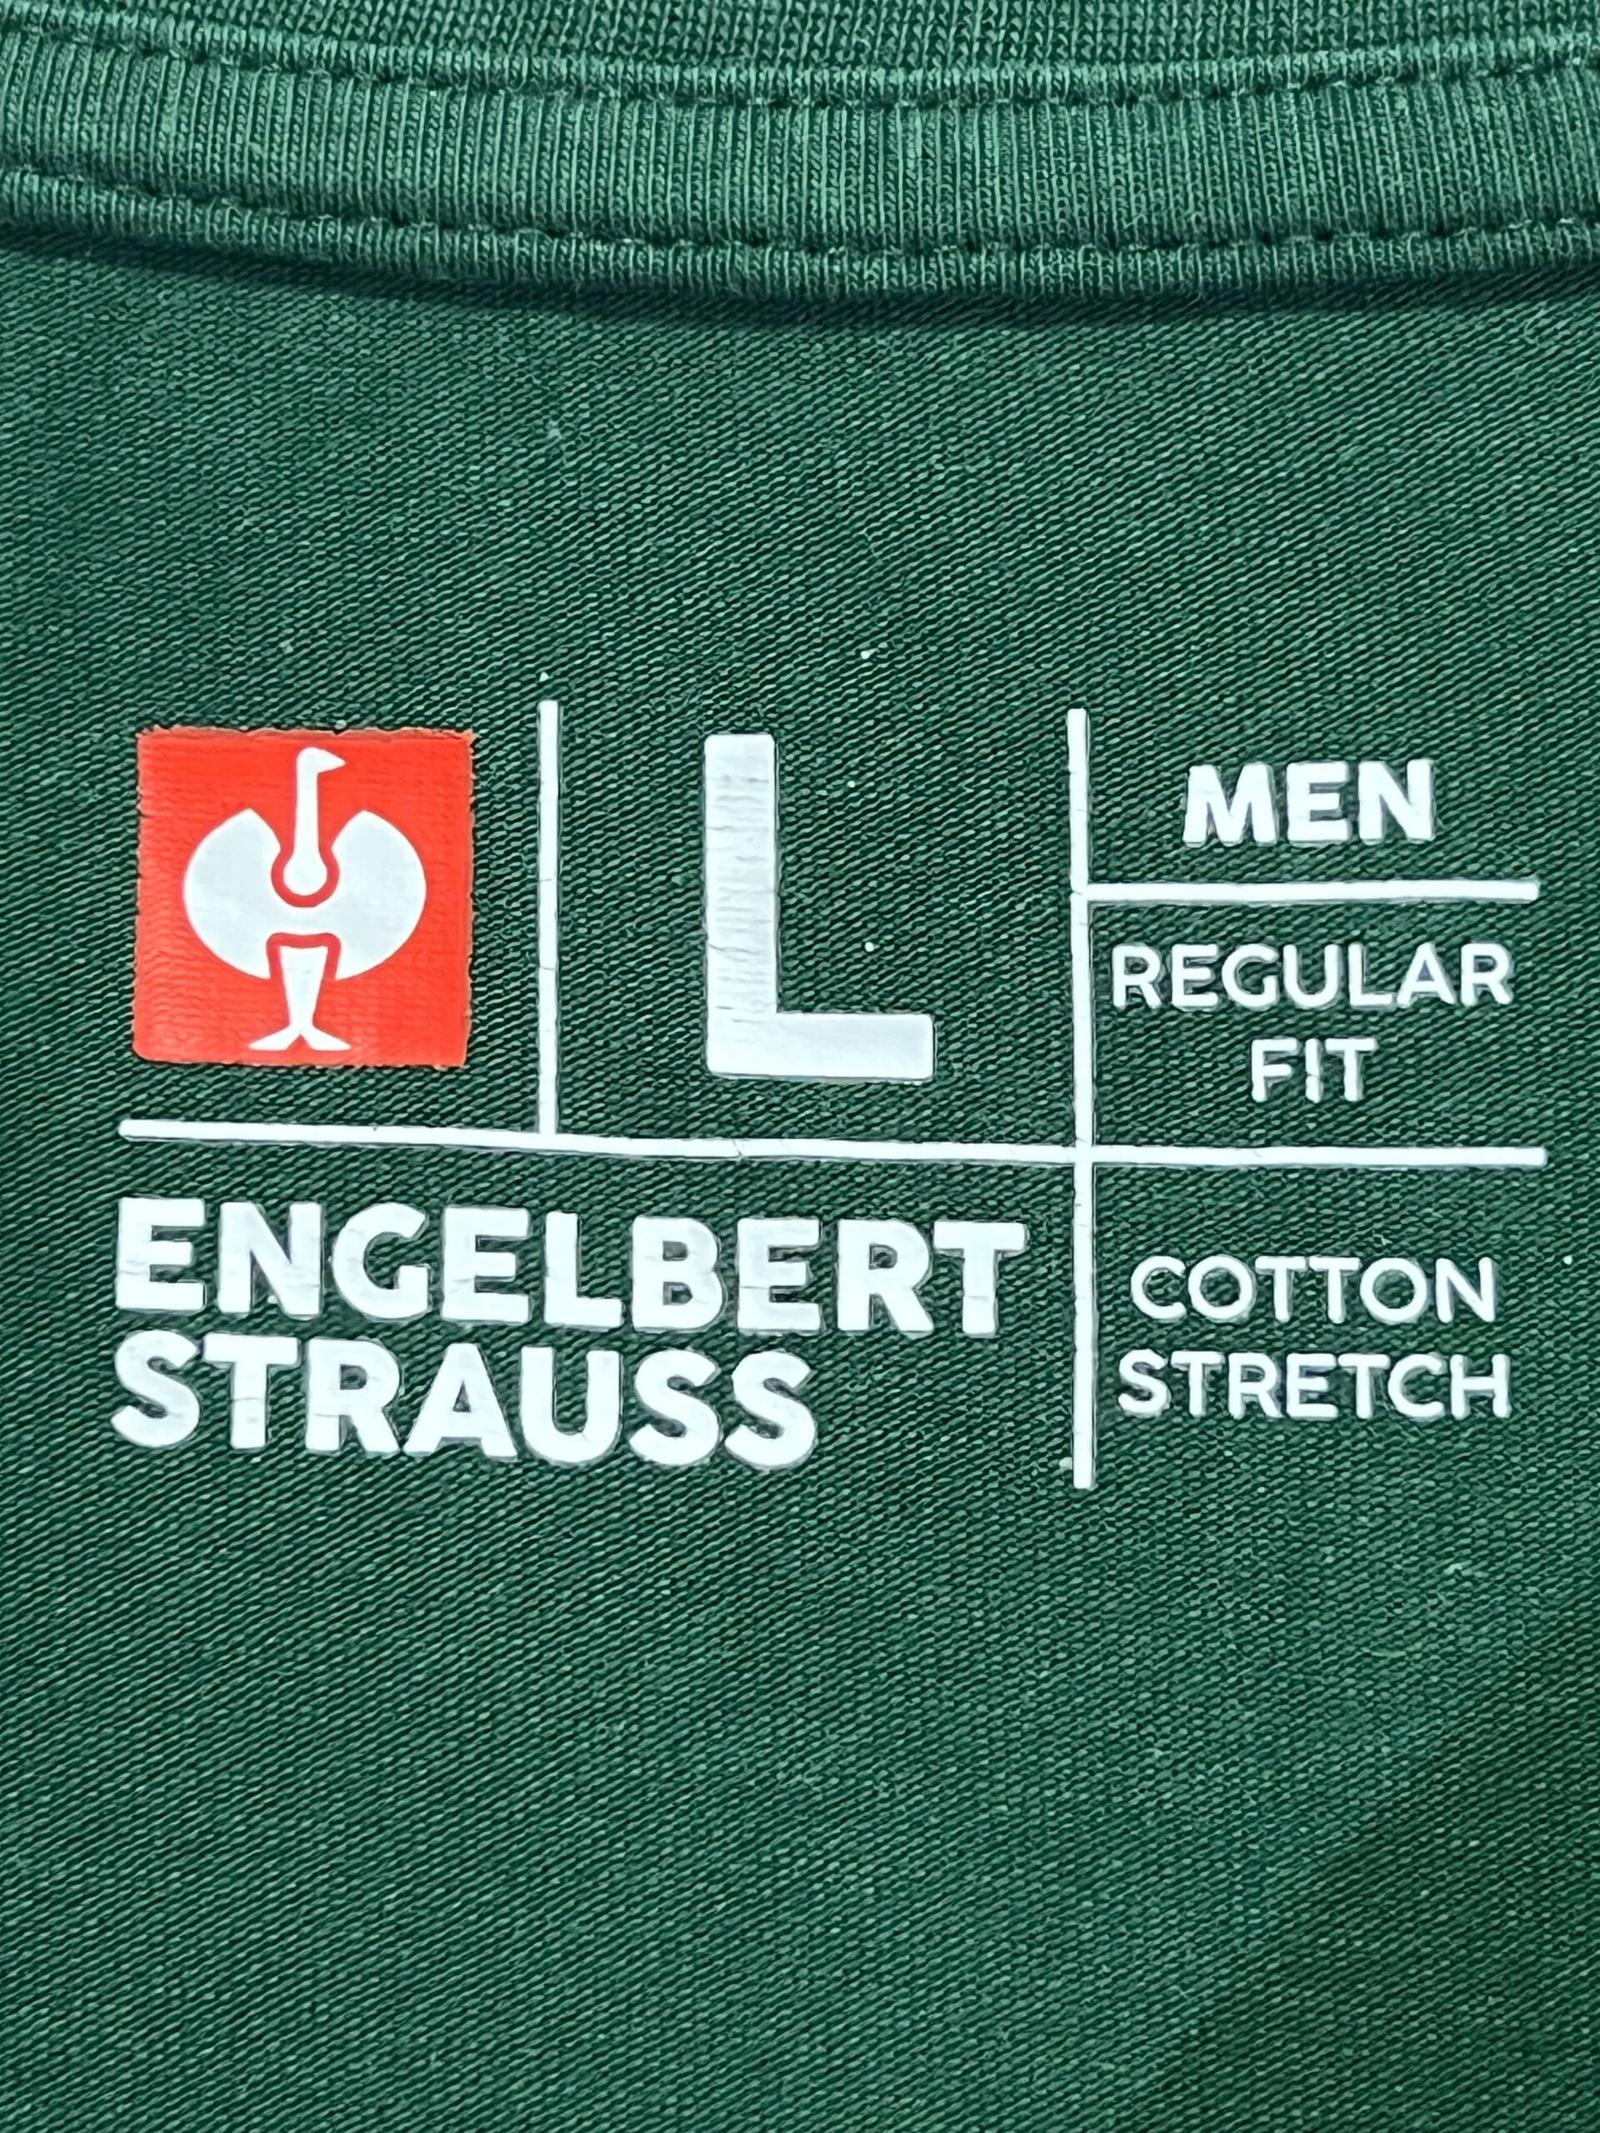 L
MEN
REGULAR
FIT
ENGELBERT
STRAUSS
COTTON
STRETCH